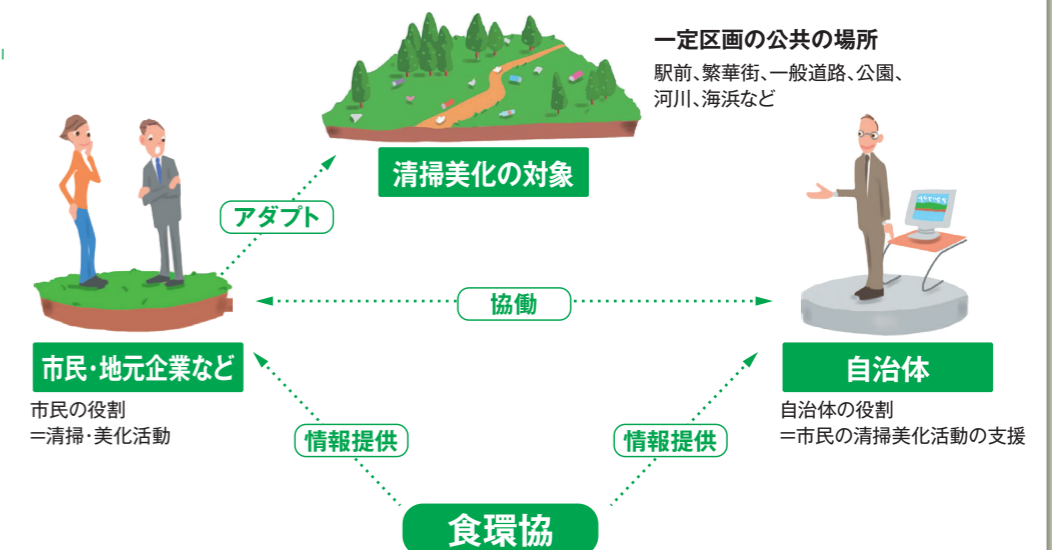 一定区画の公共の場所
駅前、繁華街、一般道路、公園、
河川、海浜など
清掃美化の対象
アダプト
協働
市民・地元企業など
市民の役割
＝清掃・美化活動
自治体
自治体の役割
＝市民の清掃美化活動の支援
情報提供
情報提供
食環協